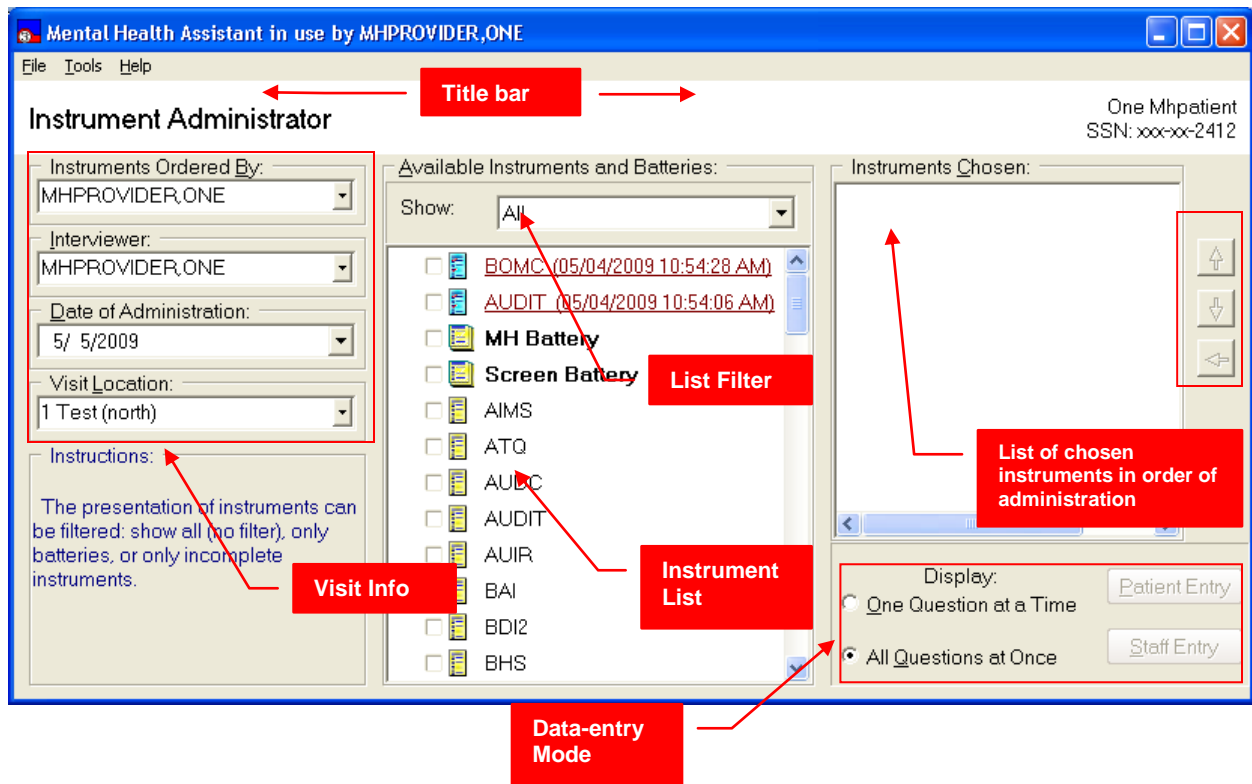 Mental Health Assistant in use by MHPROVIDER,ONE
File Tools Help
Title bar
Instrument Administrator
One Mhpatient
SSN: xxx-xx-2412
Instruments Ordered By:
MHPROVIDER,ONE
Interviewer:
MHPROVIDER,ONE
Date of Administration:
5/ 5/2009
Visit Location:
1 Test (north)
Instructions:
The presentation of instruments can
be filtered: show all (no filter), only
batteries, or only incomplete
instruments.
Visit Info
Available Instruments and Batteries:
Show: All
BOMC (05/04/2009 10:54:28 AM)
AUDIT (05/04/2009 10:54:06 AM)
MH Battery
Screen Battery
AIMS
ATQ
AUDC
AUDIT
AUIR
BAI
BDI2
BHS
List Filter
Instrument
List
Instruments Chosen:
List of chosen
instruments in order of
administration
Display:
One Question at a Time
All Questions at Once
Patient Entry
Staff Entry
Data-entry
Mode